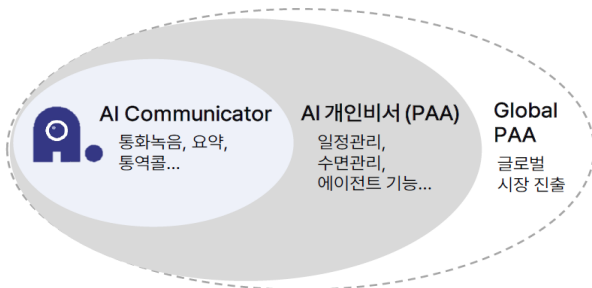 AI Communicator
통화녹음, 요약,
통역콜...
AI 개인비서 (PAA)
일정관리,
수면관리,
에이전트 기능...
Global
PAA
글로벌
시장 진출